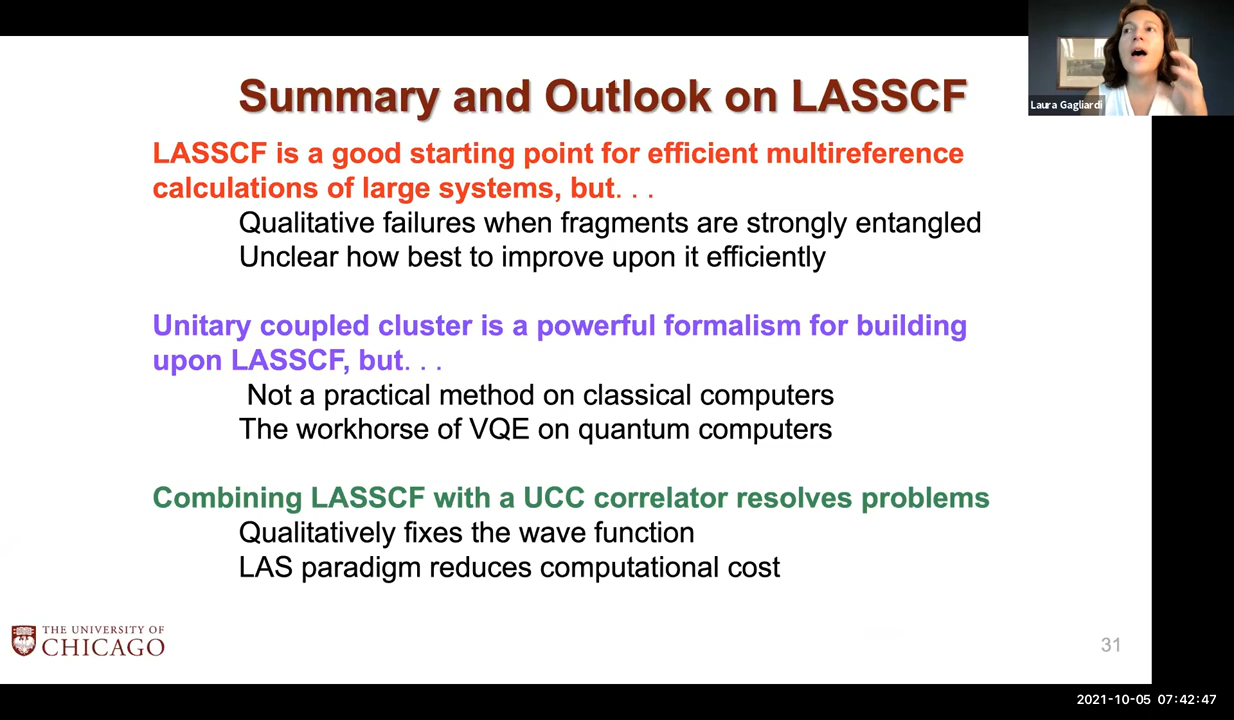 Summary and Outlook on LASSCF
Laura Gagliardi
LASSCF is a good starting point for efficient multireference
calculations of large systems, but. . .
Qualitative failures when fragments are strongly entangled
Unclear how best to improve upon it efficiently
Unitary coupled cluster is a powerful formalism for building
upon LASSCF, but. . .
Not a practical method on classical computers
The workhorse of VQE on quantum computers
Combining LASSCF with a UCC correlator resolves problems
Qualitatively fixes the wave function
LAS paradigm reduces computational cost
THE UNIVERSITY OF
CHICAGO
31
2021-10-05 07:42:47